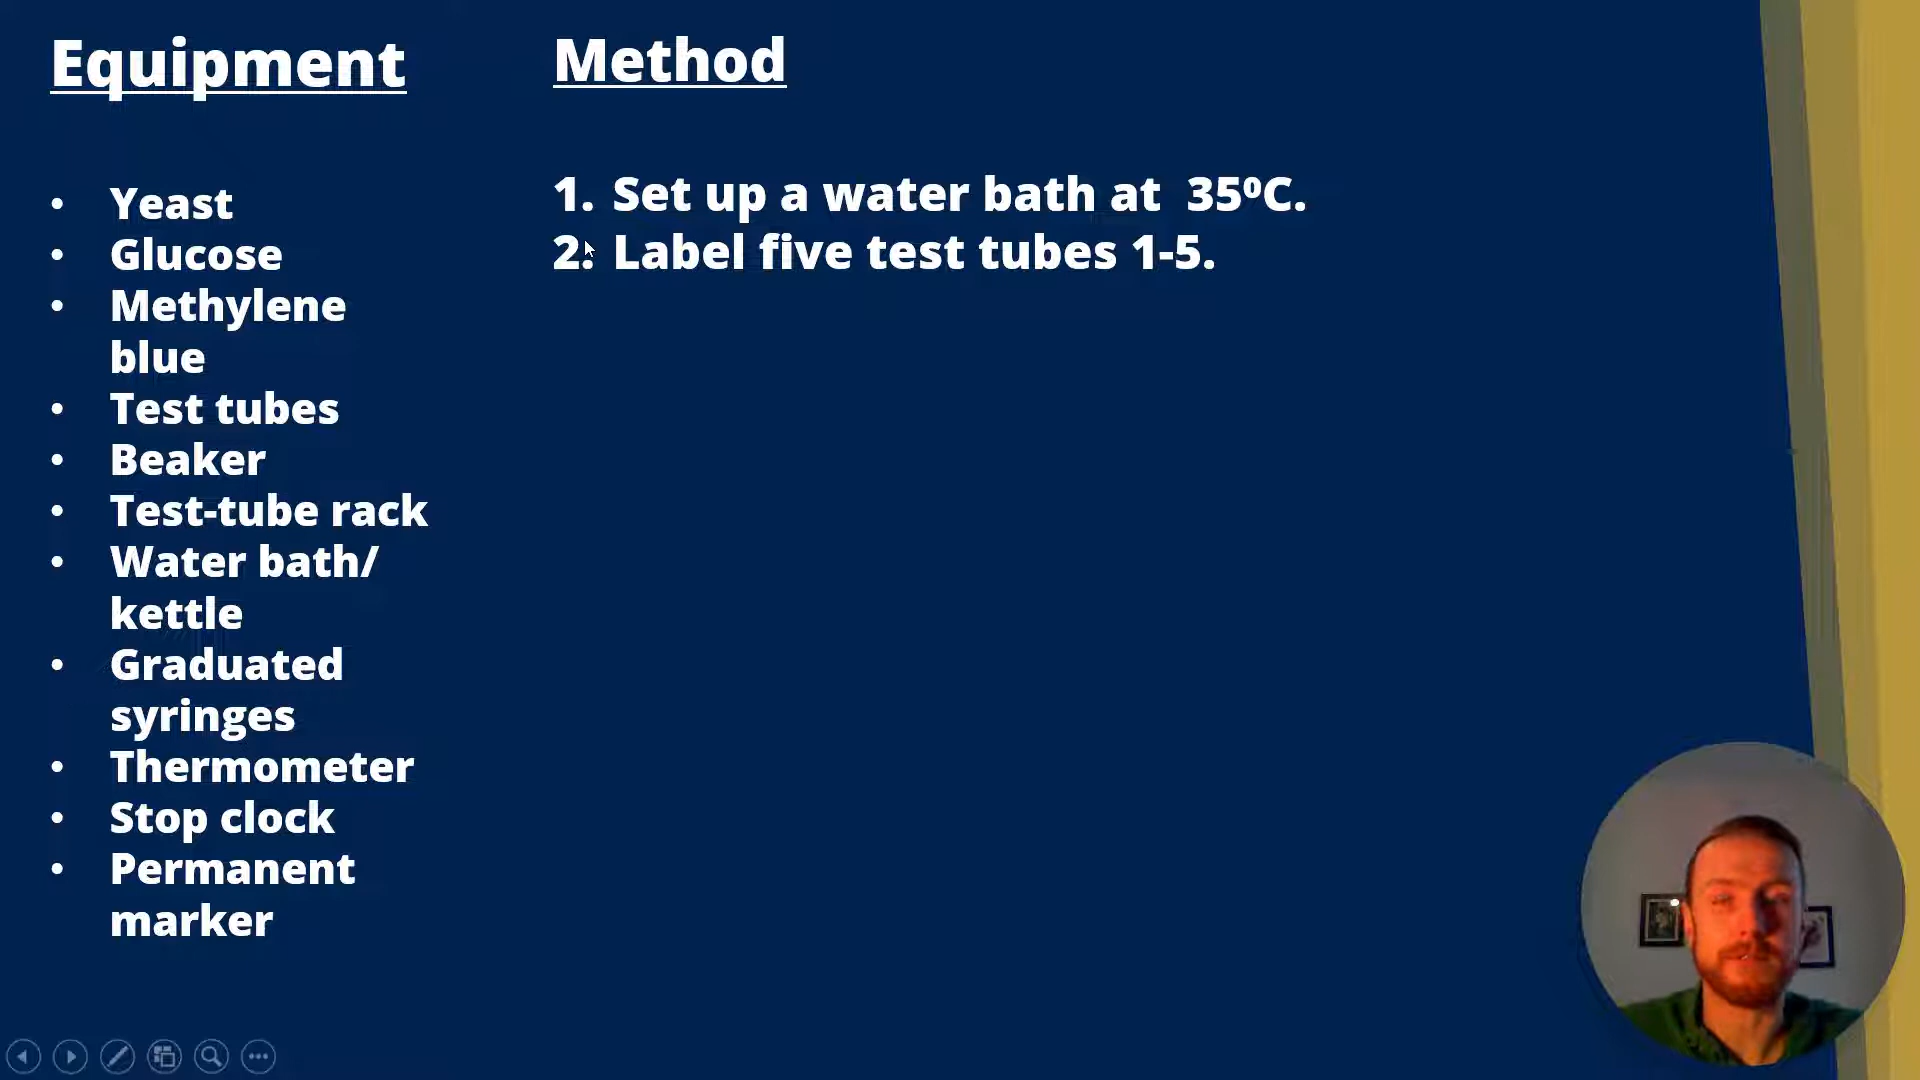 Equipment
• Yeast
• Glucose
• Methylene
blue
• Test tubes
• Beaker
• Test-tube rack
• Water bath/
kettle
• Graduated
syringes
• Thermometer
• Stop clock
• Permanent
marker
Method
1. Set up a water bath at  35⁰C.
2. Label five test tubes 1-5.